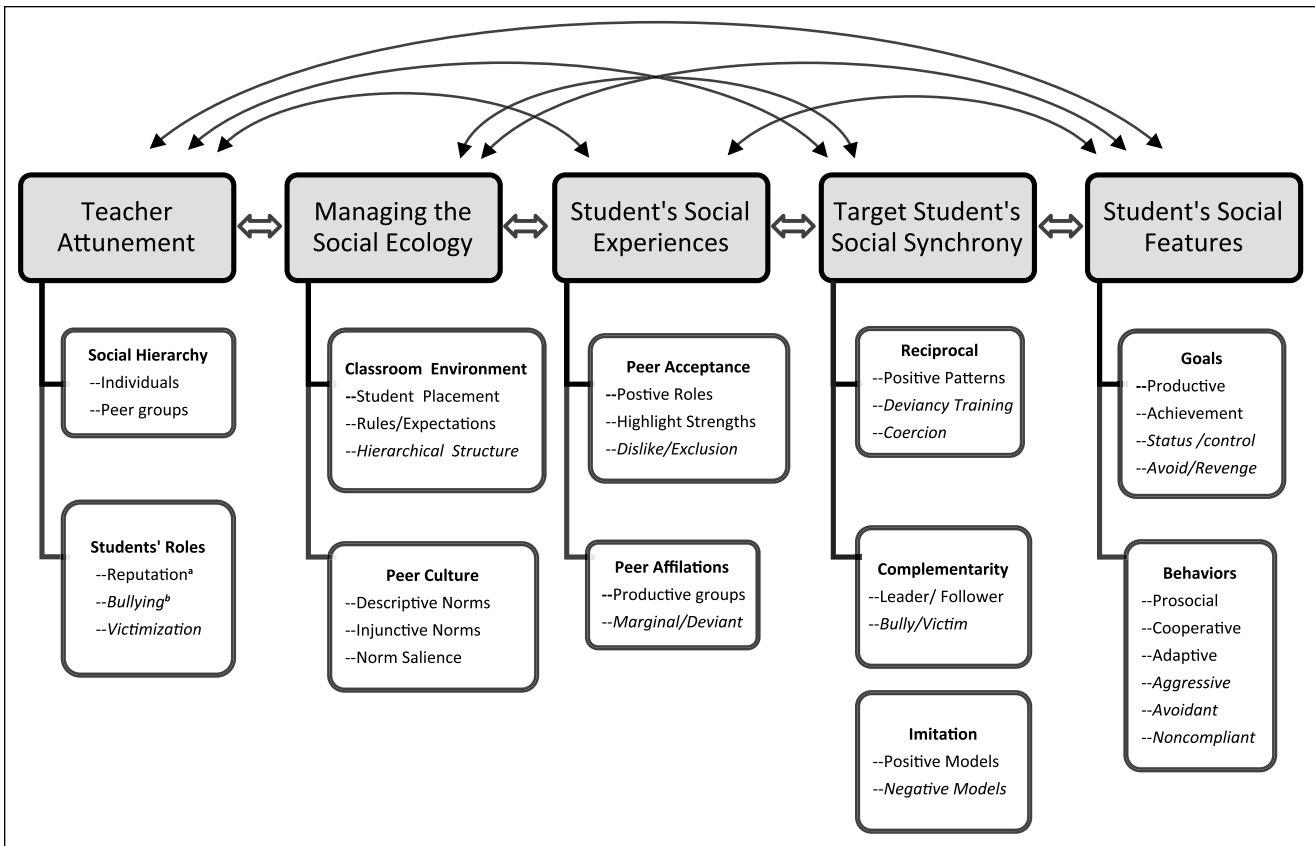 Teacher
Attunement
Managing the
Social Ecology
Student's Social
Experiences
Target Student's
Social Synchrony
Student's Social
Features
Social Hierarchy
--Individuals
--Peer groups
Students' Roles
--Reputationᵃ
--Bullyingᵇ
--Victimization
Classroom Environment
--Student Placement
--Rules/Expectations
--Hierarchical Structure
Peer Culture
--Descriptive Norms
--Injunctive Norms
--Norm Salience
Peer Acceptance
--Postive Roles
--Highlight Strengths
--Dislike/Exclusion
Peer Affilations
--Productive groups
--Marginal/Deviant
Reciprocal
--Positive Patterns
--Deviancy Training
--Coercion
Complementarity
--Leader/ Follower
--Bully/Victim
Imitation
--Positive Models
--Negative Models
Goals
--Productive
--Achievement
--Status /control
--Avoid/Revenge
Behaviors
--Prosocial
--Cooperative
--Adaptive
--Aggressive
--Avoidant
--Noncompliant